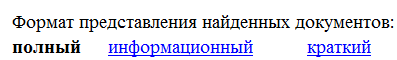 Формат представления найденных документов:
полный информационный краткий